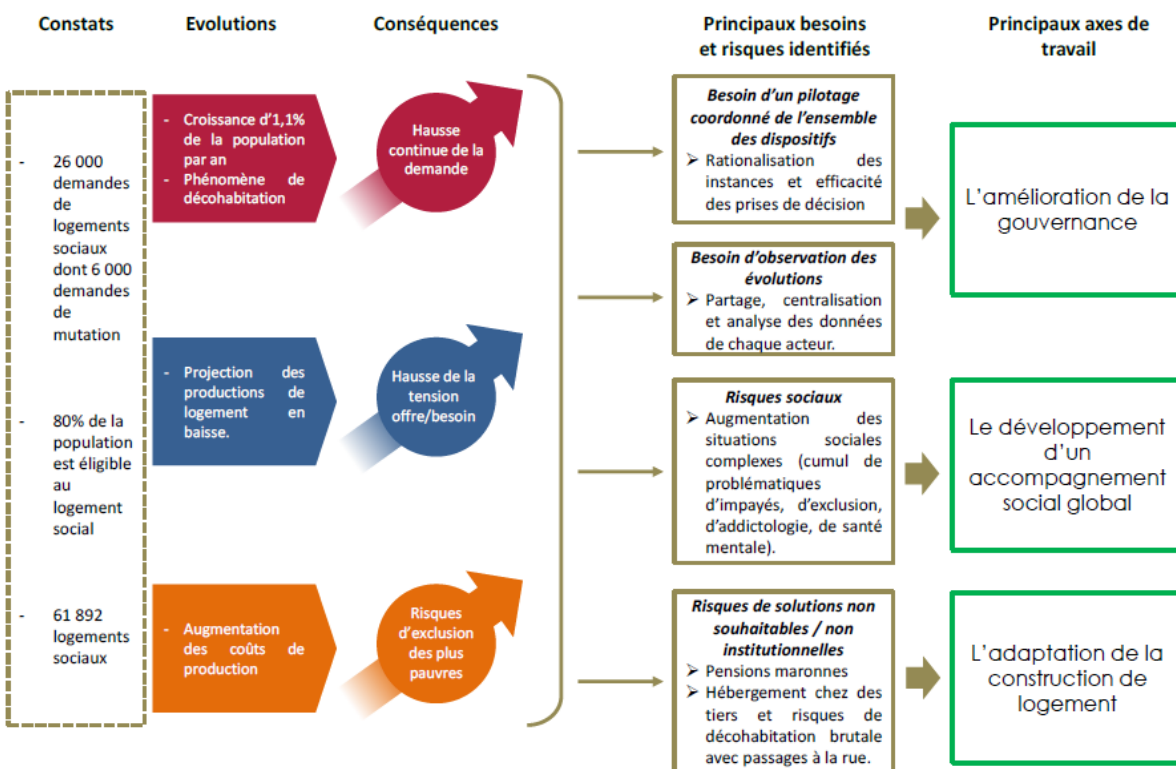 Constats
Evolutions
Conséquences
Principaux besoins
et risques identifiés
Principaux axes de
travail
- 26 000
demandes
de
logements
sociaux
dont 6 000
demandes
de
mutation
- 80% de la
population
est éligible
au
logement
social
- 61 892
logements
sociaux
- Croissance d’1,1%
de la population
par an
- Phénomène de
décohabitation
- Projection des
productions de
logement en
baisse.
- Augmentation
des coûts de
production
Hausse
continue de la
demande
Hausse de la
tension
offre/besoin
Risques
d’exclusion
des plus
pauvres
Besoin d’un pilotage
coordonné de l’ensemble
des dispositifs
➢ Rationalisation des
instances et efficacité
des prises de décision
Besoin d’observation des
évolutions
➢ Partage, centralisation
et analyse des données
de chaque acteur.
Risques sociaux
➢ Augmentation des
situations sociales
complexes (cumul de
problématiques
d’impayés, d’exclusion,
d’addictologie, de santé
mentale).
Risques de solutions non
souhaitables / non
institutionnelles
➢ Pensions maronnes
➢ Hébergement chez des
tiers et risques de
décohabitation brutale
avec passages à la rue.
L’amélioration de la
gouvernance
Le développement
d’un
accompagnement
social global
L’adaptation de la
construction de
logement